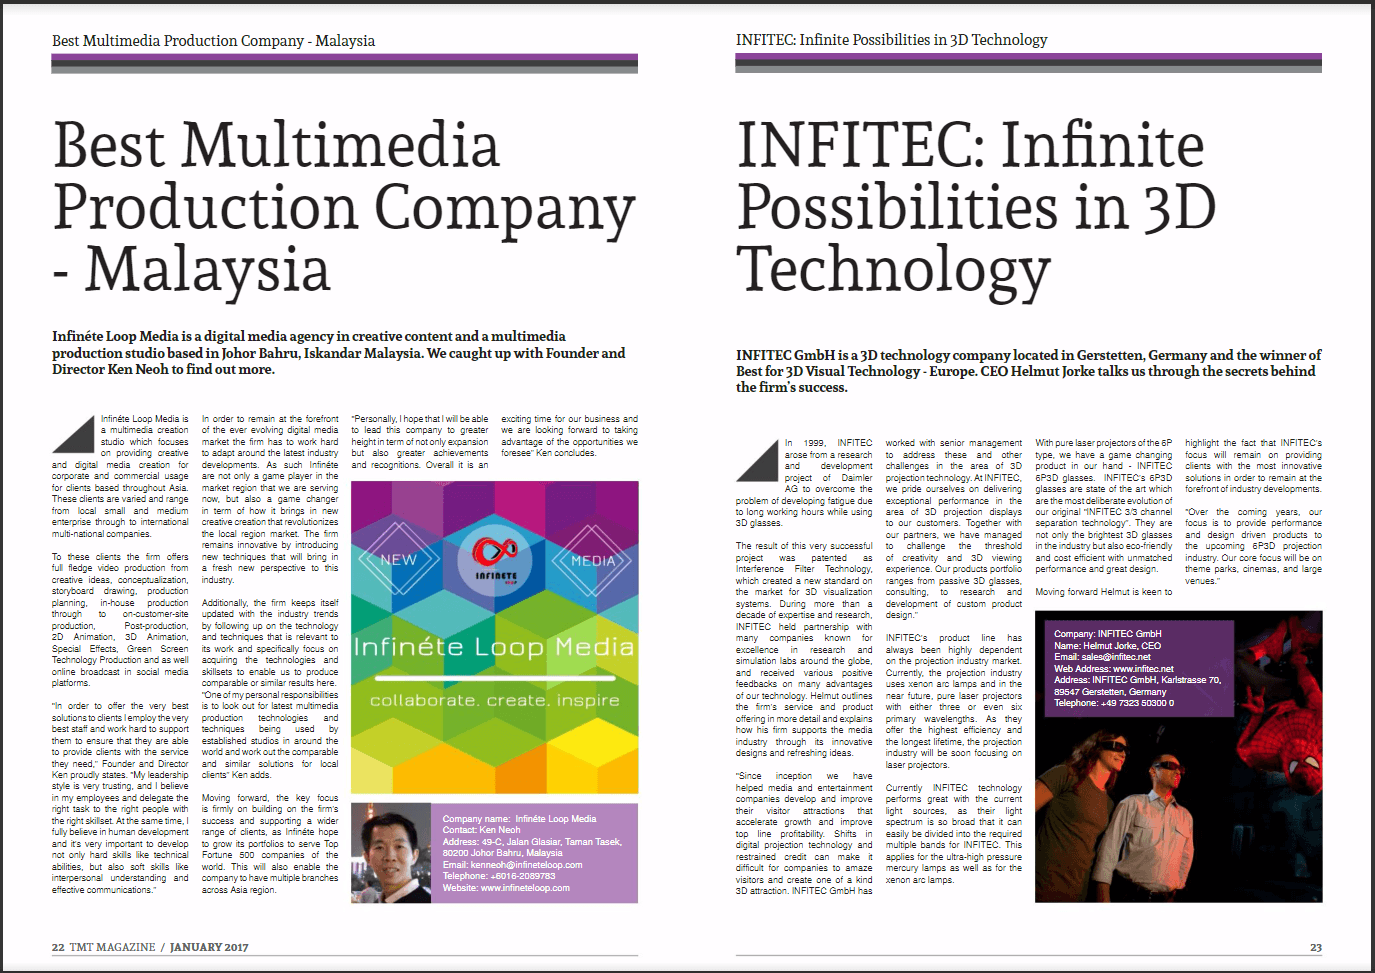 Best Multimedia Production Company - Malaysia
Best Multimedia
Production Company
- Malaysia
Infinéte Loop Media is a digital media agency in creative content and a multimedia
production studio based in Johor Bahru, Iskandar Malaysia. We caught up with Founder and
Director Ken Neoh to find out more.
Infinéte Loop Media is
a multimedia creation
studio which focuses
on providing creative
and digital media creation for
corporate and commercial usage
for clients based throughout Asia.
These clients are varied and range
from local small and medium
enterprise through to international
multi-national companies.
To these clients the firm offers
full fledge video production from
creative ideas, conceptualization,
storyboard drawing, production
planning, in-house production
through to on-customer-site
production, Post-production,
2D Animation, 3D Animation,
Special Effects, Green Screen
Technology Production and as well
online broadcast in social media
platforms.
"In order to offer the very best
solutions to clients I employ the very
best staff and work hard to support
them to ensure that they are able
to provide clients with the service
they need," Founder and Director
Ken proudly states. "My leadership
style is very trusting, and I believe
in my employees and delegate the
right task to the right people with
the right skillset. At the same time, I
fully believe in human development
and it's very important to develop
not only hard skills like technical
abilities, but also soft skills like
interpersonal understanding and
effective communications."
In order to remain at the forefront
of the ever evolving digital media
market the firm has to work hard
to adapt around the latest industry
developments. As such Infinéte
are not only a game player in the
market region that we are serving
now, but also a game changer
in term of how it brings in new
creative creation that revolutionizes
the local region market. The firm
remains innovative by introducing
new techniques that will bring in
a fresh new perspective to this
industry.
Additionally, the firm keeps itself
updated with the industry trends
by following up on the technology
and techniques that is relevant to
its work and specifically focus on
acquiring the technologies and
skillsets to enable us to produce
comparable or similar results here.
"One of my personal responsibilities
is to look out for latest multimedia
production technologies and
techniques being used by
established studios in around the
world and work out the comparable
and similar solutions for local
clients" Ken adds.
Moving forward, the key focus
is firmly on building on the firm's
success and supporting a wider
range of clients, as Infinéte hope
to grow its portfolios to serve Top
Fortune 500 companies of the
world. This will also enable the
company to have multiple branches
across Asia region.
"Personally, I hope that I will be able
to lead this company to greater
height in term of not only expansion
but also greater achievements
and recognitions. Overall it is an
exciting time for our business and
we are looking forward to taking
advantage of the opportunities we
foresee" Ken concludes.
NEW
INFINETE
LOOP
MEDIA
Infinéte Loop Media
collaborate. create. inspire
Company name: Infinéte Loop Media
Contact: Ken Neoh
Address: 49-C, Jalan Glasiar, Taman Tasek,
80200 Johor Bahru, Malaysia
Email: kenneoh@infineteloop.com
Telephone: +6016-2089783
Website: www.infineteloop.com
22 TMT MAGAZINE / JANUARY 2017
INFITEC: Infinite Possibilities in 3D Technology
INFITEC: Infinite
Possibilities in 3D
Technology
INFITEC GmbH is a 3D technology company located in Gerstetten, Germany and the winner of
Best for 3D Visual Technology - Europe. CEO Helmut Jorke talks us through the secrets behind
the firm's success.
In 1999, INFITEC
arose from a research
and development
project of Daimler
AG to overcome the
problem of developing fatigue due
to long working hours while using
3D glasses.
The result of this very successful
project was patented as
Interference Filter Technology,
which created a new standard on
the market for 3D visualization
systems. During more than a
decade of expertise and research,
INFITEC held partnership with
many companies known for
excellence in research and
simulation labs around the globe,
and received various positive
feedbacks on many advantages
of our technology. Helmut outlines
the firm's service and product
offering in more detail and explains
how his firm supports the media
industry through its innovative
designs and refreshing ideas.
"Since inception we have
helped media and entertainment
companies develop and improve
their visitor attractions that
accelerate growth and improve
top line profitability. Shifts in
digital projection technology and
restrained credit can make it
difficult for companies to amaze
visitors and create one of a kind
3D attraction. INFITEC GmbH has
worked with senior management
to address these and other
challenges in the area of 3D
projection technology. At INFITEC,
we pride ourselves on delivering
exceptional performance in the
area of 3D projection displays
to our customers. Together with
our partners, we have managed
to challenge the threshold
of creativity and 3D viewing
experience. Our products portfolio
ranges from passive 3D glasses,
consulting, to research and
development of custom product
design."
INFITEC's product line has
always been highly dependent
on the projection industry market.
Currently, the projection industry
uses xenon arc lamps and in the
near future, pure laser projectors
with either three or even six
primary wavelengths. As they
offer the highest efficiency and
the longest lifetime, the projection
industry will be soon focusing on
laser projectors.
Currently INFITEC technology
performs great with the current
light sources, as their light
spectrum is so broad that it can
easily be divided into the required
multiple bands for INFITEC. This
applies for the ultra-high pressure
mercury lamps as well as for the
xenon arc lamps.
With pure laser projectors of the 6P
type, we have a game changing
product in our hand - INFITEC
6P3D glasses. INFITEC's 6P3D
glasses are state of the art which
are the most deliberate evolution of
our original "INFITEC 3/3 channel
separation technology". They are
not only the brightest 3D glasses
in the industry but also eco-friendly
and cost efficient with unmatched
performance and great design.
Moving forward Helmut is keen to
highlight the fact that INFITEC's
focus will remain on providing
clients with the most innovative
solutions in order to remain at the
forefront of industry developments.
"Over the coming years, our
focus is to provide performance
and design driven products to
the upcoming 6P3D projection
industry. Our core focus will be on
theme parks, cinemas, and large
venues."
Company: INFITEC GmbH
Name: Helmut Jorke, CEO
Email: sales@infitec.net
Web Address: www.infitec.net
Address: INFITEC GmbH, Karlstrasse 70,
89547 Gerstetten, Germany
Telephone: +49 7323 50300 0
23